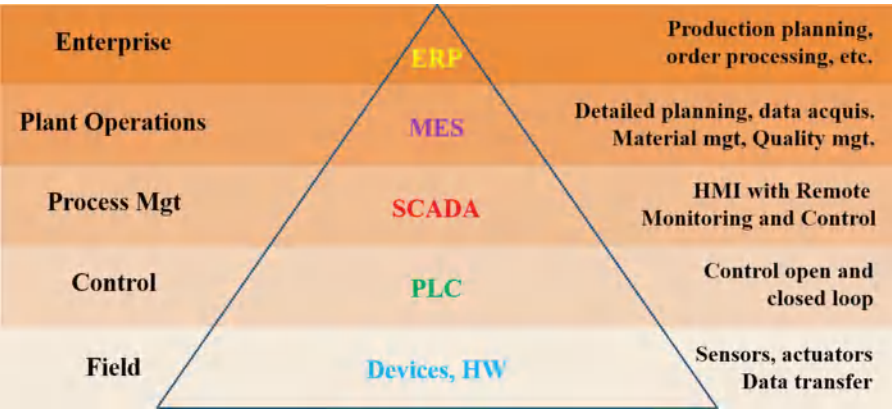 Enterprise
ERP
Production planning,
order processing, etc.
Plant Operations
MES
Detailed planning, data acquis.
Material mgt, Quality mgt.
Process Mgt
SCADA
HMI with Remote
Monitoring and Control
Control
PLC
Control open and
closed loop
Field
Devices, HW
Sensors, actuators
Data transfer